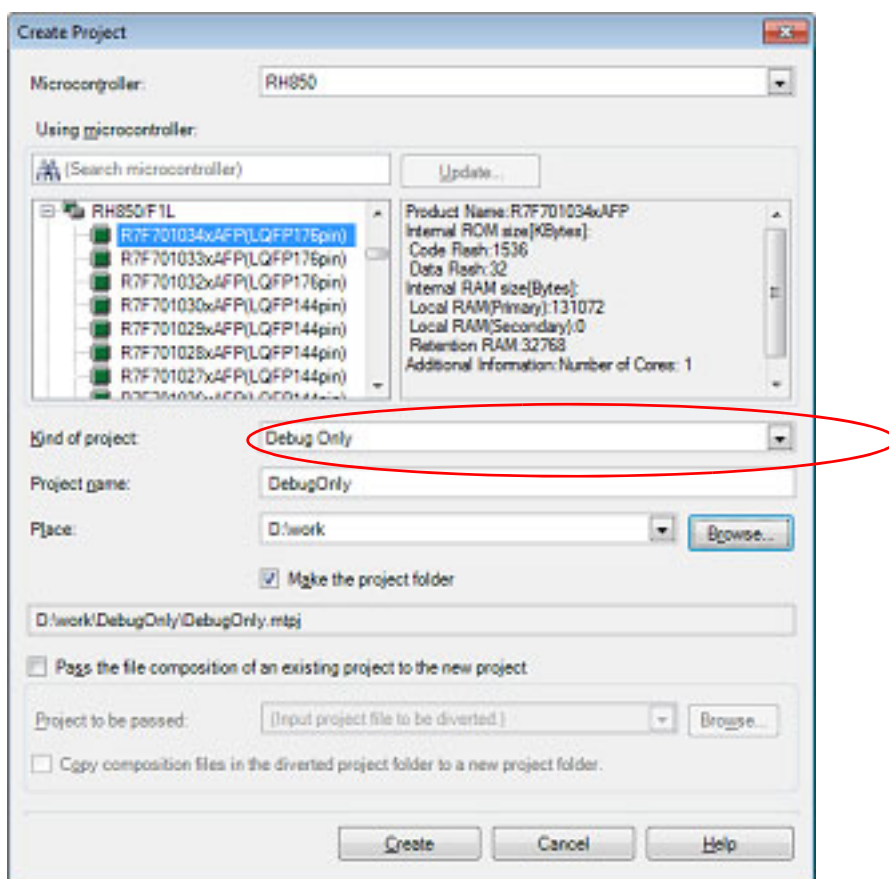 Create Project
Microcontroller:
RH850
Using microcontroller:
(Search microcontroller)
Update...
RH850/F1L
R7F701034xAFP(LQFP176pin)
R7F701033xAFP(LQFP176pin)
R7F701032xAFP(LQFP176pin)
R7F701030xAFP(LQFP144pin)
R7F701029xAFP(LQFP144pin)
R7F701028xAFP(LQFP144pin)
R7F701027xAFP(LQFP144pin)
Product Name:R7F701034xAFP
Internal ROM size[KBytes]:
Code Flash:1536
Data Flash:32
Internal RAM size[Bytes]:
Local RAM(Primary):131072
Local RAM(Secondary):0
Retention RAM:32768
Additional Information:Number of Cores: 1
Kind of project:
Debug Only
Project name:
DebugOnly
Place:
D:\work
Browse...
Make the project folder
D:\work\DebugOnly\DebugOnly.mtpj
Pass the file composition of an existing project to the new project
Project to be passed:
(Input project file to be diverted.)
Browse...
Copy composition files in the diverted project folder to a new project folder.
Create
Cancel
Help